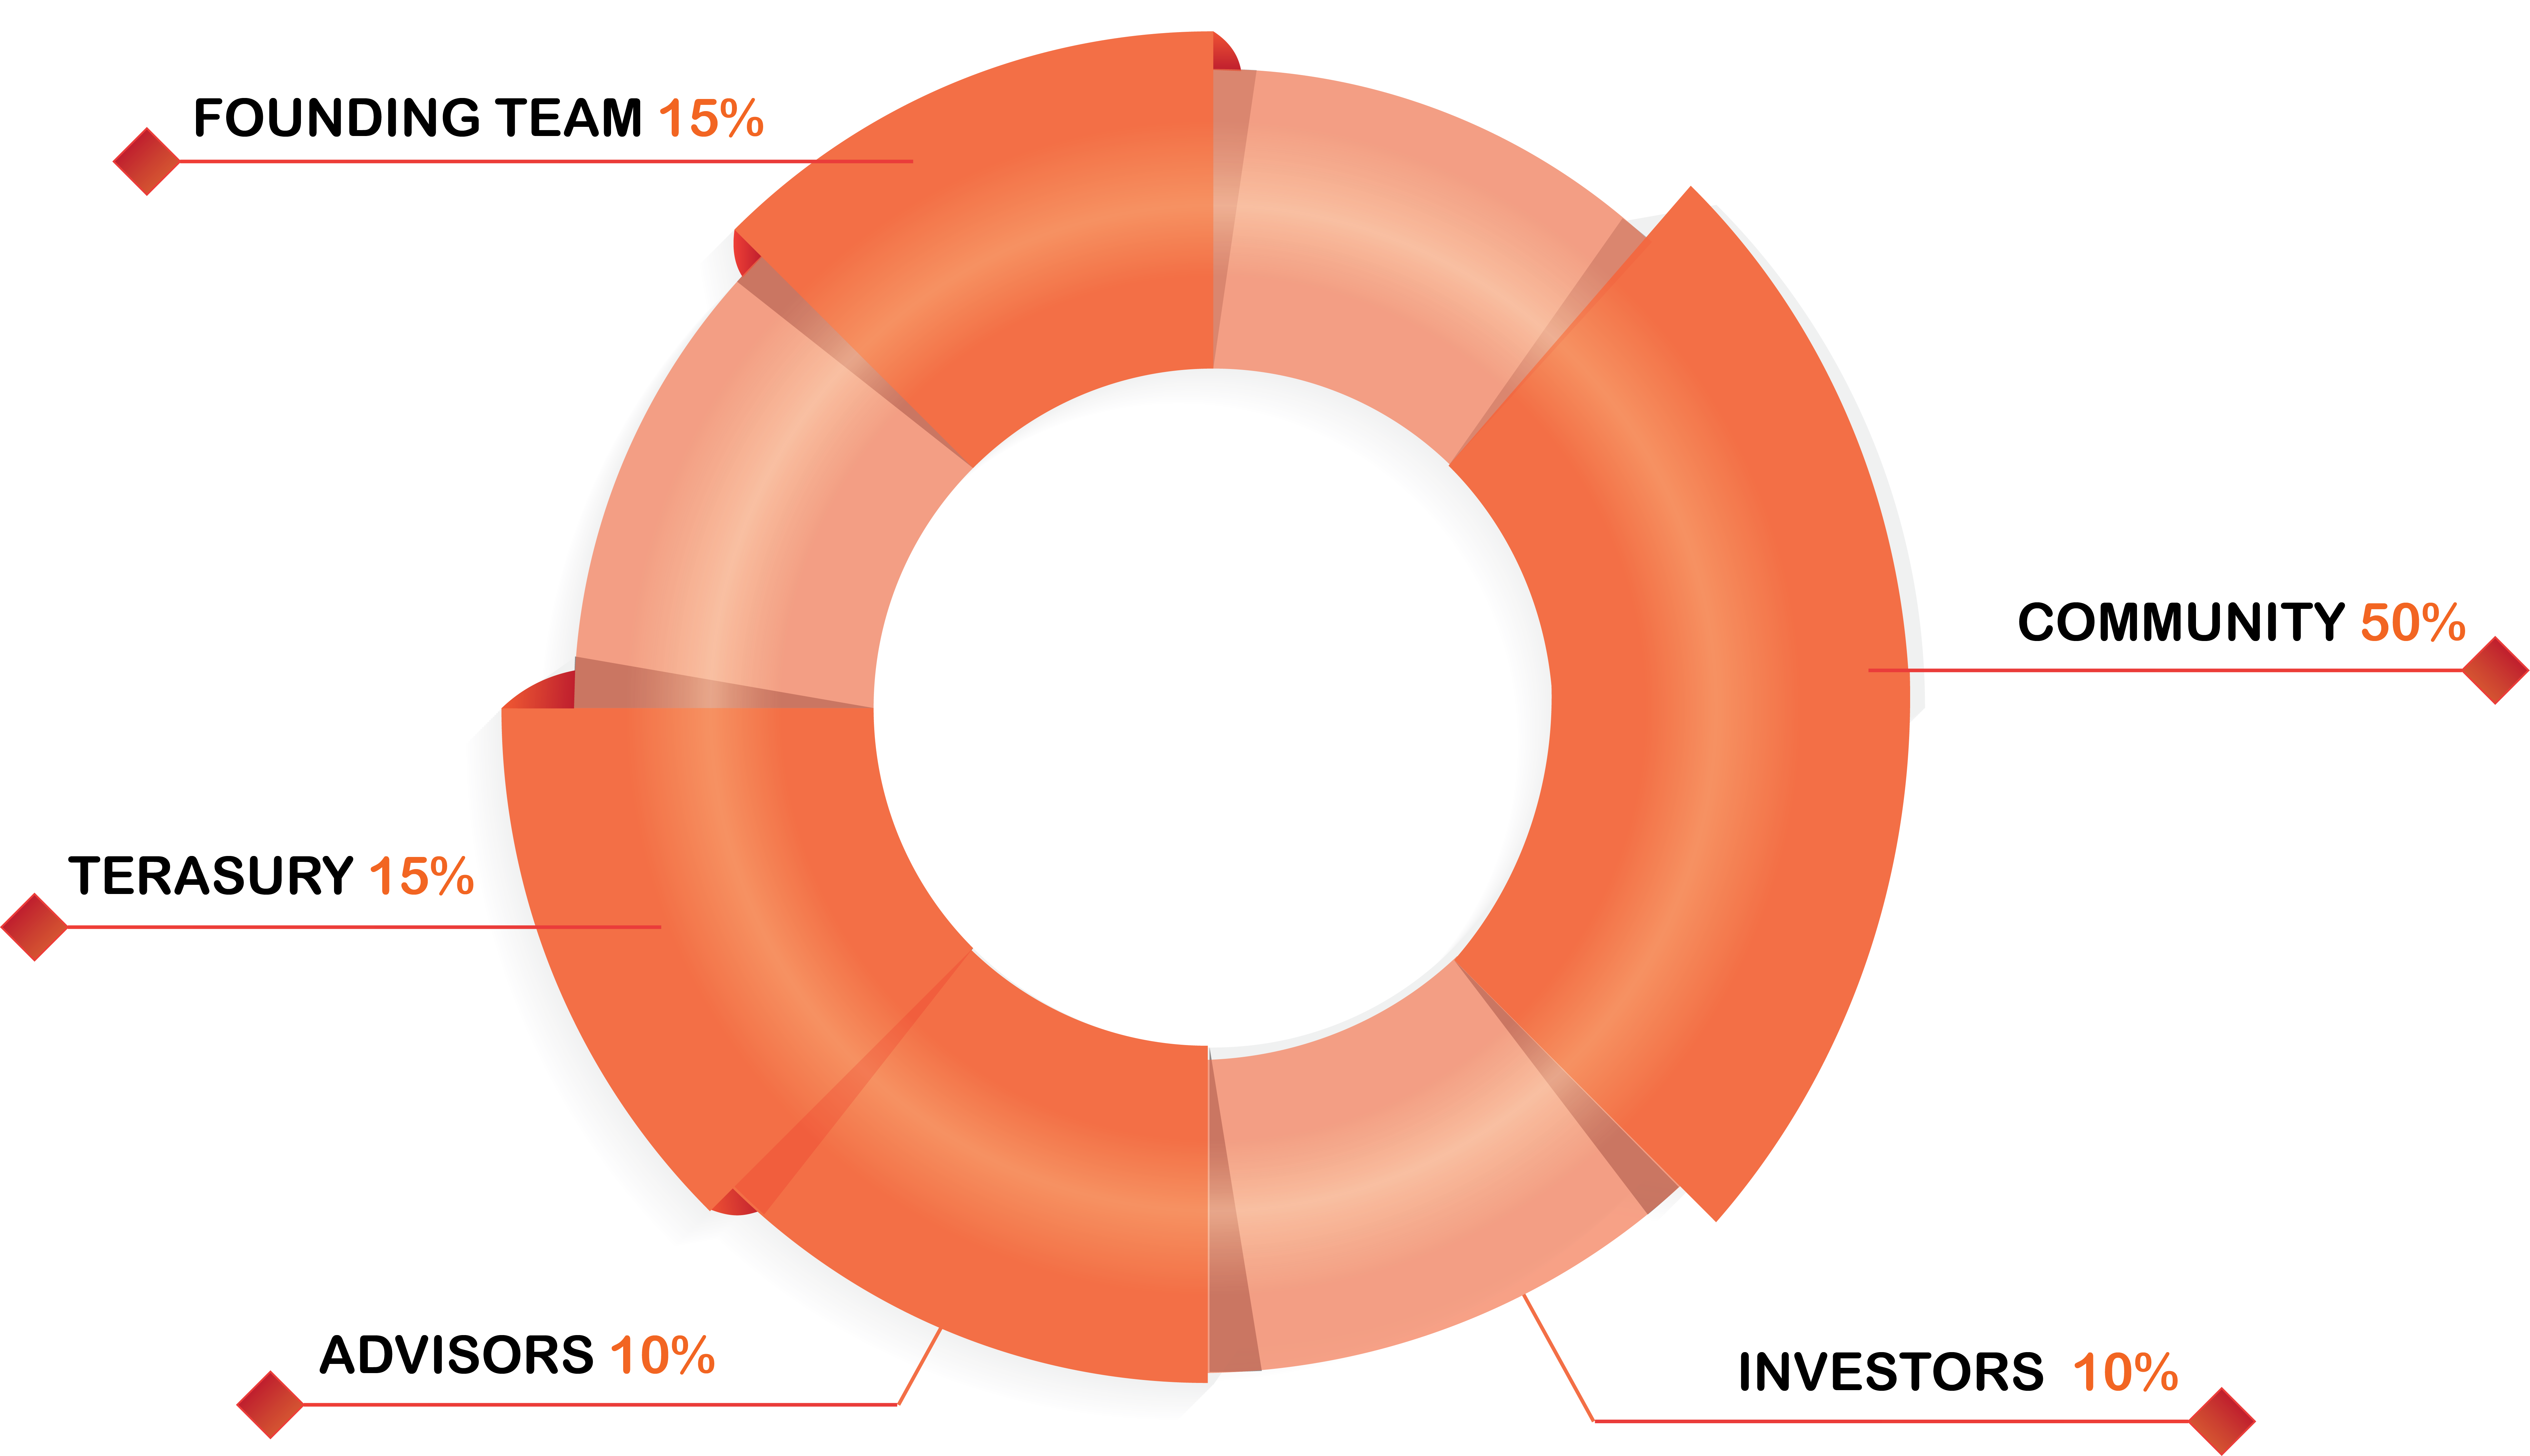 FOUNDING TEAM 15%
COMMUNITY 50%
TERASURY 15%
ADVISORS 10%
INVESTORS 10%